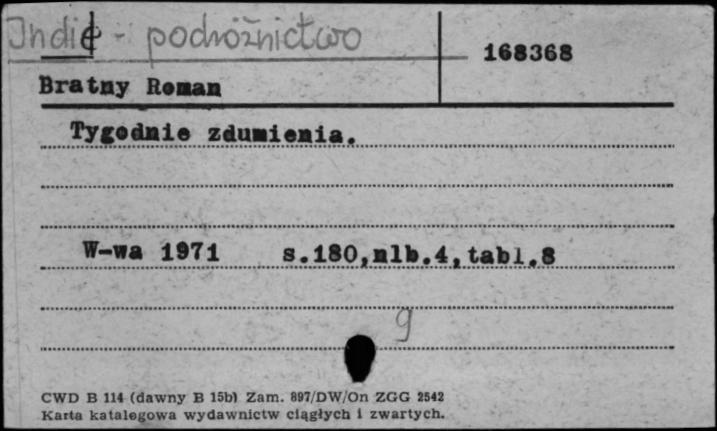 Indie - podróżnictwo
168368
Bratny Roman
Tygodnie zdumienia.
W-wa 1971 s.180,nlb.4,tabl.8
9
CWD B 114 (dawny B 15b) Zam. 897/DW/On ZGG 2542
Karta katalogowa wydawnictw ciągłych i zwartych.